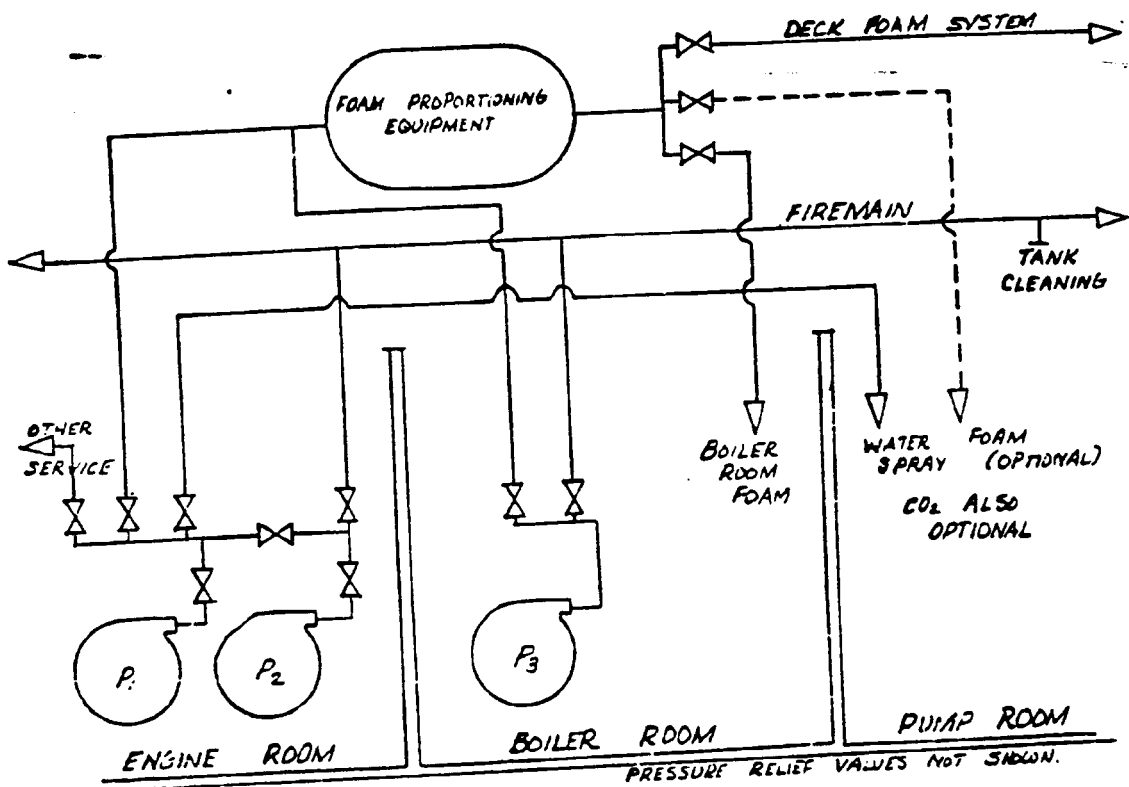 DECK FOAM SYSTEM
FOAM PROPORTIONING
EQUIPMENT
FIREMAIN
TANK
CLEANING
OTHER
SERVICE
BOILER
ROOM
FOAM
WATER
SPRAY
FOAM
(OPTIONAL)
CO₂ ALSO
OPTIONAL
P1
P2
P3
ENGINE ROOM
BOILER ROOM
PUMP ROOM
PRESSURE RELIEF VALUES NOT SHOWN.